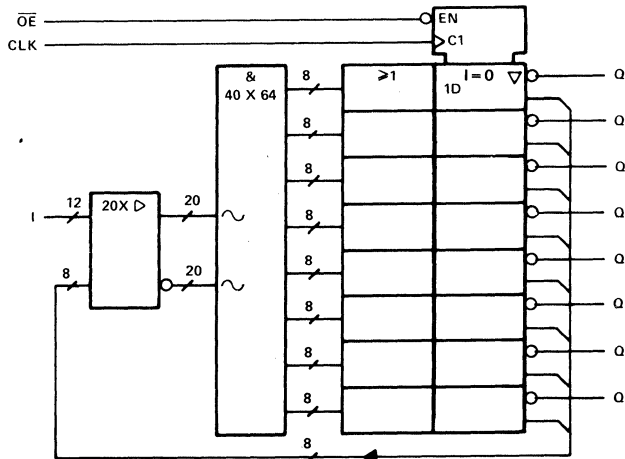 O̅E̅ EN
CLK C1
& 8 ≥1 I=0 ▽ Q
40 X 64 1D
8 Q
8 Q
12 20X ▷ 20
I 8 Q
8 20 8 Q
8 Q
8 Q
8 Q
8